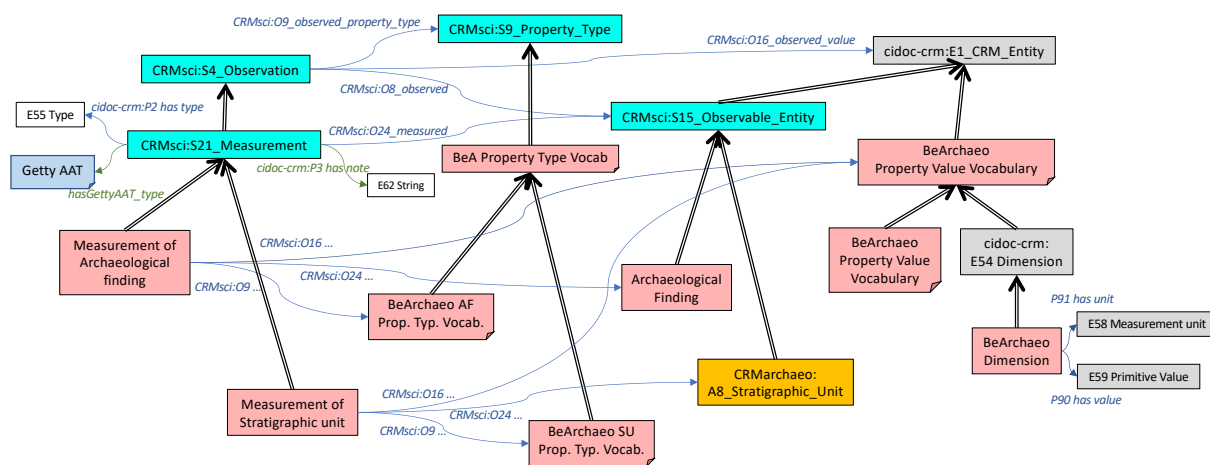 CRMsci:O9_observed_property_type
CRMsci:S9_Property_Type
CRMsci:O16_observed_value
cidoc-crm:E1_CRM_Entity
CRMsci:S4_Observation
CRMsci:O8_observed
cidoc-crm:P2 has type
E55 Type
CRMsci:S15_Observable_Entity
CRMsci:S21_Measurement
CRMsci:O24_measured
BeA Property Type Vocab
cidoc-crm:P3 has note
Getty AAT
E62 String
hasGettyAAT_type
BeArchaeo
Property Value Vocabulary
Measurement of
Archaeological
finding
CRMsci:O16 ...
CRMsci:O24 ...
CRMsci:O9 ...
BeArchaeo AF
Prop. Typ. Vocab.
Archaeological
Finding
BeArchaeo
Property Value
Vocabulary
cidoc-crm:
E54 Dimension
P91 has unit
E58 Measurement unit
BeArchaeo
Dimension
E59 Primitive Value
P90 has value
CRMarchaeo:
A8_Stratigraphic_Unit
Measurement of
Stratigraphic unit
CRMsci:O16 ...
CRMsci:O24 ...
CRMsci:O9 ...
BeArchaeo SU
Prop. Typ. Vocab.